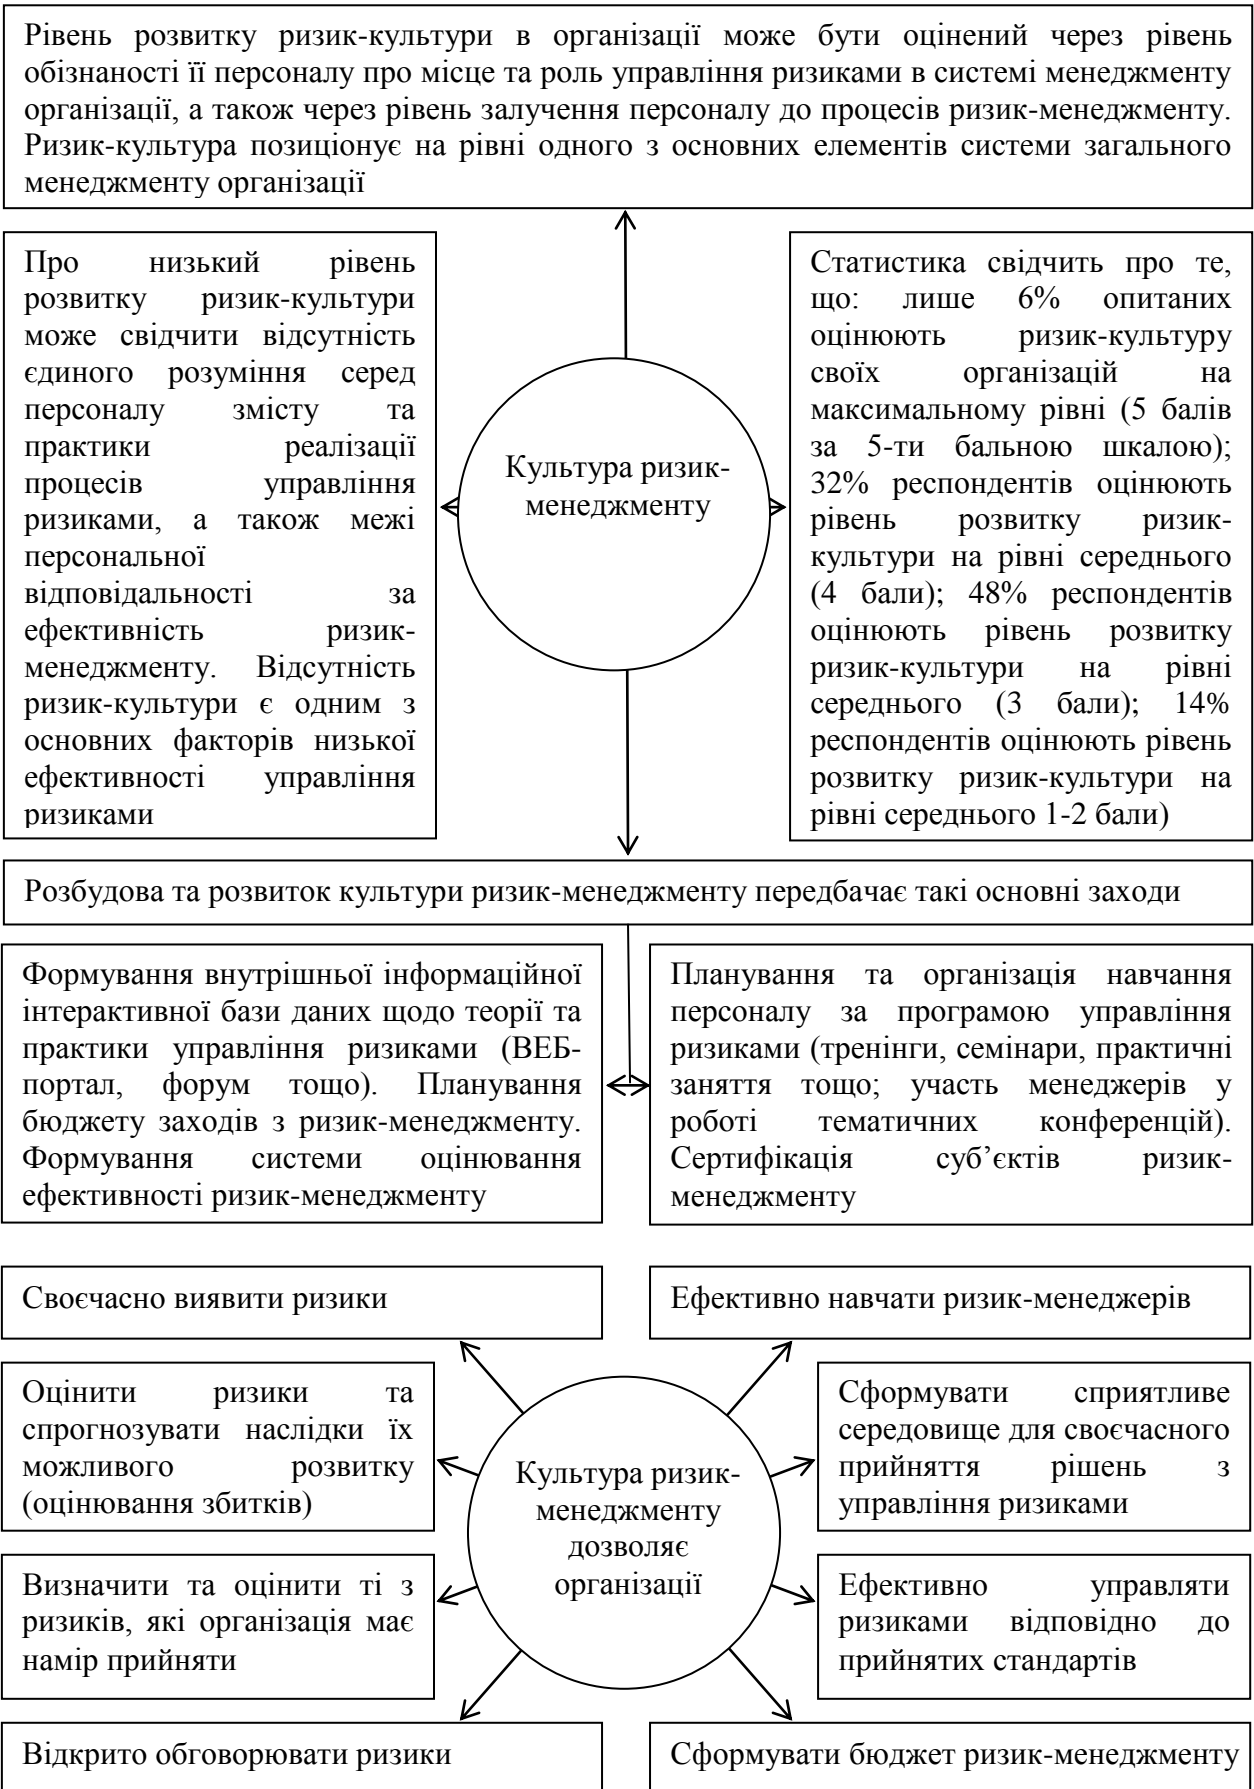 Рівень розвитку ризик-культури в організації може бути оцінений через рівень
обізнаності її персоналу про місце та роль управління ризиками в системі менеджменту
організації, а також через рівень залучення персоналу до процесів ризик-менеджменту.
Ризик-культура позиціонує на рівні одного з основних елементів системи загального
менеджменту організації
Про низький рівень
розвитку ризик-культури
може свідчити відсутність
єдиного розуміння серед
персоналу змісту та
практики реалізації
процесів управління
ризиками, а також межі
персональної
відповідальності за
ефективність ризик-
менеджменту. Відсутність
ризик-культури є одним з
основних факторів низької
ефективності управління
ризиками
Культура ризик-
менеджменту
Статистика свідчить про те,
що: лише 6% опитаних
оцінюють ризик-культуру
своїх організацій на
максимальному рівні (5 балів
за 5-ти бальною шкалою);
32% респондентів оцінюють
рівень розвитку ризик-
культури на рівні середнього
(4 бали); 48% респондентів
оцінюють рівень розвитку
ризик-культури на рівні
середнього (3 бали); 14%
респондентів оцінюють рівень
розвитку ризик-культури на
рівні середнього 1-2 бали)
Розбудова та розвиток культури ризик-менеджменту передбачає такі основні заходи
Формування внутрішньої інформаційної
інтерактивної бази даних щодо теорії та
практики управління ризиками (ВЕБ-
портал, форум тощо). Планування
бюджету заходів з ризик-менеджменту.
Формування системи оцінювання
ефективності ризик-менеджменту
Планування та організація навчання
персоналу за програмою управління
ризиками (тренінги, семінари, практичні
заняття тощо; участь менеджерів у
роботі тематичних конференцій).
Сертифікація суб’єктів ризик-
менеджменту
Своєчасно виявити ризики
Ефективно навчати ризик-менеджерів
Оцінити ризики та
спрогнозувати наслідки їх
можливого розвитку
(оцінювання збитків)
Культура ризик-
менеджменту
дозволяє
організації
Сформувати сприятливе
середовище для своєчасного
прийняття рішень з
управління ризиками
Визначити та оцінити ті з
ризиків, які організація має
намір прийняти
Ефективно управляти
ризиками відповідно до
прийнятих стандартів
Відкрито обговорювати ризики
Сформувати бюджет ризик-менеджменту